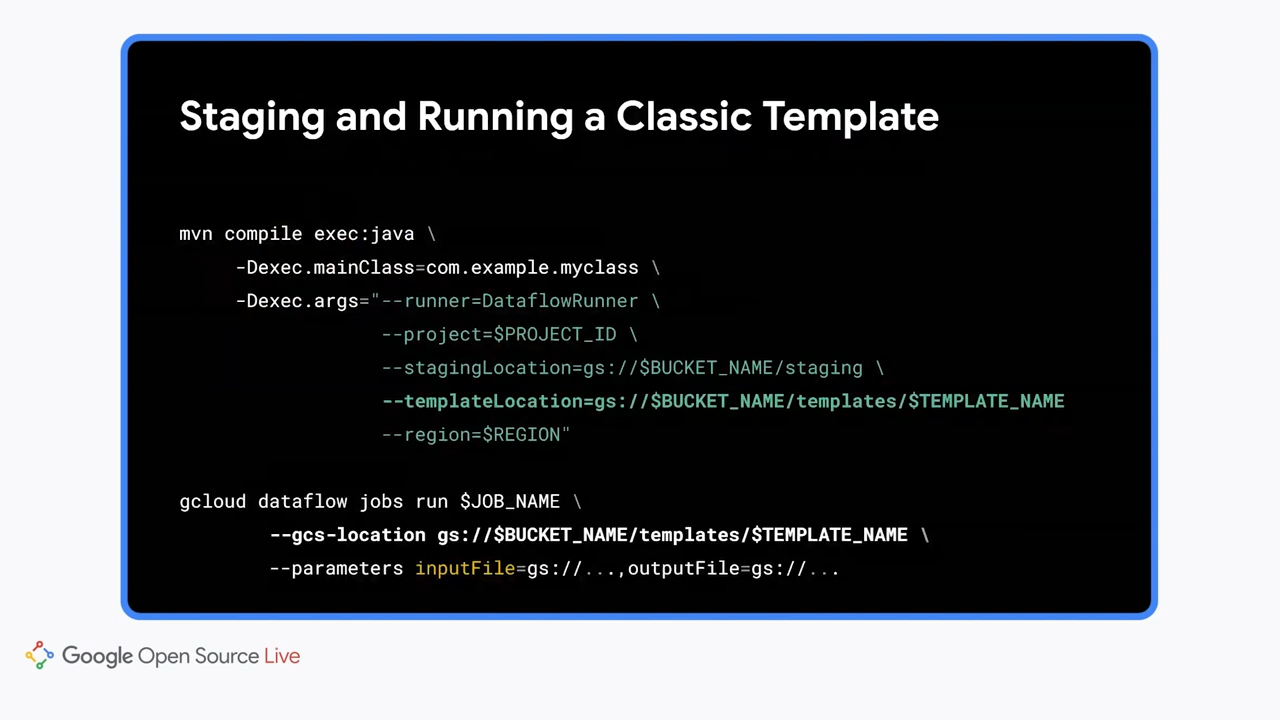 Staging and Running a Classic Template
mvn compile exec:java \
-Dexec.mainClass=com.example.myclass \
-Dexec.args="--runner=DataflowRunner \
--project=$PROJECT_ID \
--stagingLocation=gs://$BUCKET_NAME/staging \
--templateLocation=gs://$BUCKET_NAME/templates/$TEMPLATE_NAME
--region=$REGION"
gcloud dataflow jobs run $JOB_NAME \
--gcs-location gs://$BUCKET_NAME/templates/$TEMPLATE_NAME \
--parameters inputFile=gs://...,outputFile=gs://...
Google Open Source Live